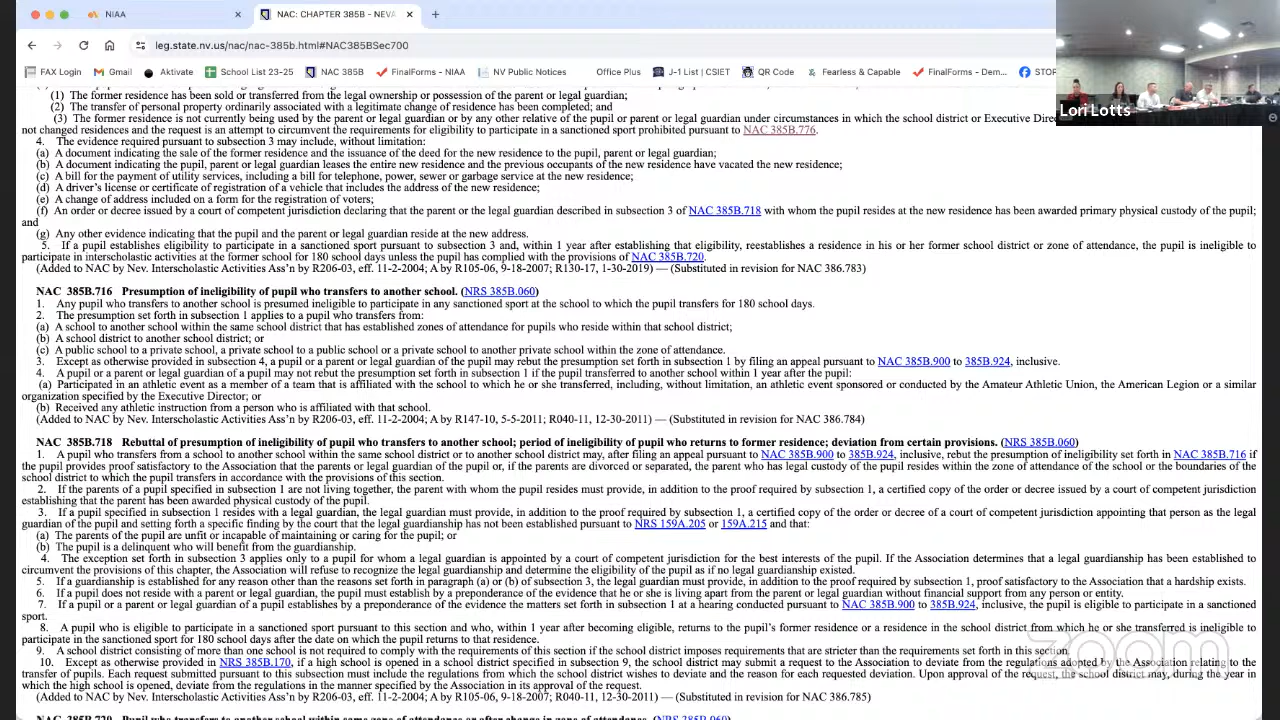 NIAA
NAC: CHAPTER 385B - NEVA
leg.state.nv.us/nac/nac-385b.html#NAC385BSec700
FAX Login Gmail Aktivate School List 23-25 NAC 385B FinalForms - NIAA NV Public Notices Office Plus J-1 List | CSIET QR Code Fearless & Capable FinalForms - Dem... STOP
Lori Lotts
(1) The former residence has been sold or transferred from the legal ownership or possession of the parent or legal guardian;
(2) The transfer of personal property ordinarily associated with a legitimate change of residence has been completed; and
(3) The former residence is not currently being used by the parent or legal guardian or by any other relative of the pupil or parent or legal guardian under circumstances in which the school district or Executive Dire
not changed residences and the request is an attempt to circumvent the requirements for eligibility to participate in a sanctioned sport prohibited pursuant to NAC 385B.776.
4. The evidence required pursuant to subsection 3 may include, without limitation:
(a) A document indicating the sale of the former residence and the issuance of the deed for the new residence to the pupil, parent or legal guardian;
(b) A document indicating the pupil, parent or legal guardian leases the entire new residence and the previous occupants of the new residence have vacated the new residence;
(c) A bill for the payment of utility services, including a bill for telephone, power, sewer or garbage service at the new residence;
(d) A driver's license or certificate of registration of a vehicle that includes the address of the new residence;
(e) A change of address included on a form for the registration of voters;
(f) An order or decree issued by a court of competent jurisdiction declaring that the parent or the legal guardian described in subsection 3 of NAC 385B.718 with whom the pupil resides at the new residence has been awarded primary physical custody of the pupil;
and
(g) Any other evidence indicating that the pupil and the parent or legal guardian reside at the new address.
5. If a pupil establishes eligibility to participate in a sanctioned sport pursuant to subsection 3 and, within 1 year after establishing that eligibility, reestablishes a residence in his or her former school district or zone of attendance, the pupil is ineligible to
participate in interscholastic activities at the former school for 180 school days unless the pupil has complied with the provisions of NAC 385B.720.
(Added to NAC by Nev. Interscholastic Activities Ass'n by R206-03, eff. 11-2-2004; A by R105-06, 9-18-2007; R130-17, 1-30-2019) — (Substituted in revision for NAC 386.783)
NAC 385B.716 Presumption of ineligibility of pupil who transfers to another school. (NRS 385B.060)
1. Any pupil who transfers to another school is presumed ineligible to participate in any sanctioned sport at the school to which the pupil transfers for 180 school days.
2. The presumption set forth in subsection 1 applies to a pupil who transfers from:
(a) A school to another school within the same school district that has established zones of attendance for pupils who reside within that school district;
(b) A school district to another school district; or
(c) A public school to a private school, a private school to a public school or a private school to another private school within the zone of attendance.
3. Except as otherwise provided in subsection 4, a pupil or a parent or legal guardian of the pupil may rebut the presumption set forth in subsection 1 by filing an appeal pursuant to NAC 385B.900 to 385B.924, inclusive.
4. A pupil or a parent or legal guardian of a pupil may not rebut the presumption set forth in subsection 1 if the pupil transferred to another school within 1 year after the pupil:
(a) Participated in an athletic event as a member of a team that is affiliated with the school to which he or she transferred, including, without limitation, an athletic event sponsored or conducted by the Amateur Athletic Union, the American Legion or a similar
organization specified by the Executive Director; or
(b) Received any athletic instruction from a person who is affiliated with that school.
(Added to NAC by Nev. Interscholastic Activities Ass'n by R206-03, eff. 11-2-2004; A by R147-10, 5-5-2011; R040-11, 12-30-2011) — (Substituted in revision for NAC 386.784)
NAC 385B.718 Rebuttal of presumption of ineligibility of pupil who transfers to another school; period of ineligibility of pupil who returns to former residence; deviation from certain provisions. (NRS 385B.060)
1. A pupil who transfers from a school to another school within the same school district or to another school district may, after filing an appeal pursuant to NAC 385B.900 to 385B.924, inclusive, rebut the presumption of ineligibility set forth in NAC 385B.716 if
the pupil provides proof satisfactory to the Association that the parents or legal guardian of the pupil or, if the parents are divorced or separated, the parent who has legal custody of the pupil resides within the zone of attendance of the school or the boundaries of the
school district to which the pupil transfers in accordance with the provisions of this section.
2. If the parents of a pupil specified in subsection 1 are not living together, the parent with whom the pupil resides must provide, in addition to the proof required by subsection 1, a certified copy of the order or decree issued by a court of competent jurisdiction
establishing that the parent has been awarded physical custody of the pupil.
3. If a pupil specified in subsection 1 resides with a legal guardian, the legal guardian must provide, in addition to the proof required by subsection 1, a certified copy of the order or decree of a court of competent jurisdiction appointing that person as the legal
guardian of the pupil and setting forth a specific finding by the court that the legal guardianship has not been established pursuant to NRS 159A.205 or 159A.215 and that:
(a) The parents of the pupil are unfit or incapable of maintaining or caring for the pupil; or
(b) The pupil is a delinquent who will benefit from the guardianship.
4. The exception set forth in subsection 3 applies only to a pupil for whom a legal guardian is appointed by a court of competent jurisdiction for the best interests of the pupil. If the Association determines that a legal guardianship has been established to
circumvent the provisions of this chapter, the Association will refuse to recognize the legal guardianship and determine the eligibility of the pupil as if no legal guardianship existed.
5. If a guardianship is established for any reason other than the reasons set forth in paragraph (a) or (b) of subsection 3, the legal guardian must provide, in addition to the proof required by subsection 1, proof satisfactory to the Association that a hardship exists.
6. If a pupil does not reside with a parent or legal guardian, the pupil must establish by a preponderance of the evidence that he or she is living apart from the parent or legal guardian without financial support from any person or entity.
7. If a pupil or a parent or legal guardian of a pupil establishes by a preponderance of the evidence the matters set forth in subsection 1 at a hearing conducted pursuant to NAC 385B.900 to 385B.924, inclusive, the pupil is eligible to participate in a sanctioned
sport.
8. A pupil who is eligible to participate in a sanctioned sport pursuant to this section and who, within 1 year after becoming eligible, returns to the pupil's former residence or a residence in the school district from which he or she transferred is ineligible to
participate in the sanctioned sport for 180 school days after the date on which the pupil returns to that residence.
9. A school district consisting of more than one school is not required to comply with the requirements of this section if the school district imposes requirements that are stricter than the requirements set forth in this section.
10. Except as otherwise provided in NRS 385B.170, if a high school is opened in a school district specified in subsection 9, the school district may submit a request to the Association to deviate from the regulations adopted by the Association relating to the
transfer of pupils. Each request submitted pursuant to this subsection must include the regulations from which the school district wishes to deviate and the reason for each requested deviation. Upon approval of the request, the school district may, during the year in
which the high school is opened, deviate from the regulations in the manner specified by the Association in its approval of the request.
(Added to NAC by Nev. Interscholastic Activities Ass'n by R206-03, eff. 11-2-2004; A by R105-06, 9-18-2007; R040-11, 12-30-2011) — (Substituted in revision for NAC 386.785)
NAC 385B.720 Pupil who transfers to another school within same zone of attendance or after change in zone of attendance. (NRS 385B.060)
zoom